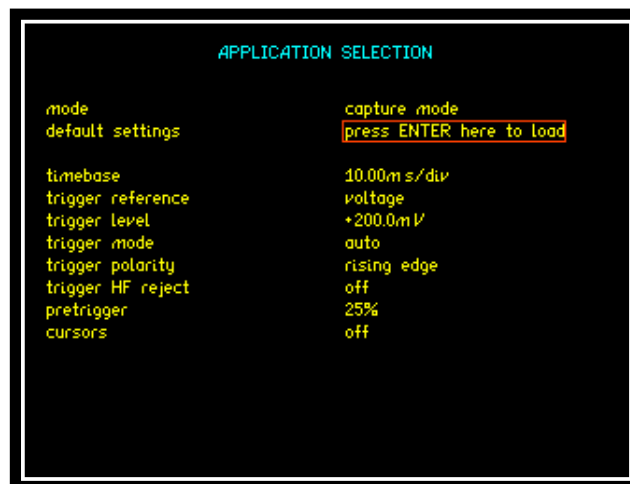 APPLICATION SELECTION
mode capture mode
default settings press ENTER here to load
timebase 10.00ms/div
trigger reference voltage
trigger level +200.0mV
trigger mode auto
trigger polarity rising edge
trigger HF reject off
pretrigger 25%
cursors off